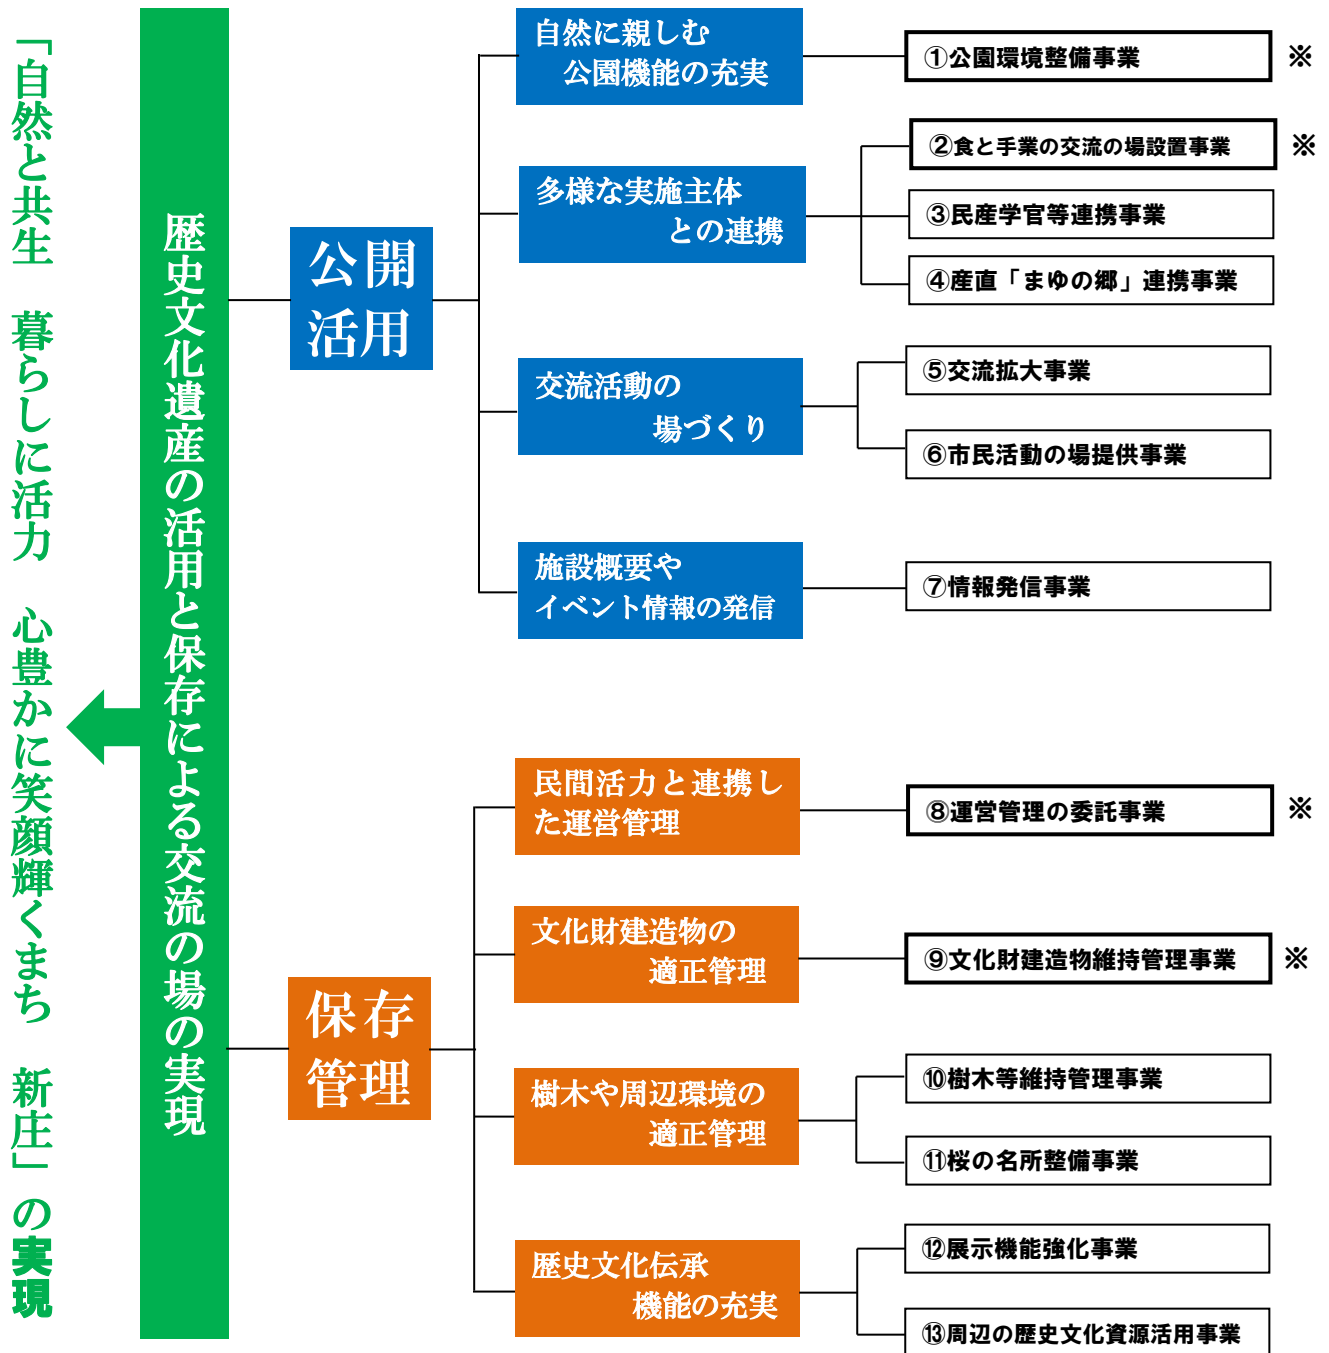 「自然と共生 暮らしに活力 心豊かに笑顔輝くまち 新庄」の実現
歴史文化遺産の活用と保存による交流の場の実現
公開
活用
自然に親しむ
公園機能の充実
①公園環境整備事業
※
多様な実施主体
との連携
②食と手業の交流の場設置事業
※
③民産学官等連携事業
④産直「まゆの郷」連携事業
交流活動の
場づくり
⑤交流拡大事業
⑥市民活動の場提供事業
施設概要や
イベント情報の発信
⑦情報発信事業
保存
管理
民間活力と連携し
た運営管理
⑧運営管理の委託事業
※
文化財建造物の
適正管理
⑨文化財建造物維持管理事業
※
樹木や周辺環境の
適正管理
⑩樹木等維持管理事業
⑪桜の名所整備事業
歴史文化伝承
機能の充実
⑫展示機能強化事業
⑬周辺の歴史文化資源活用事業